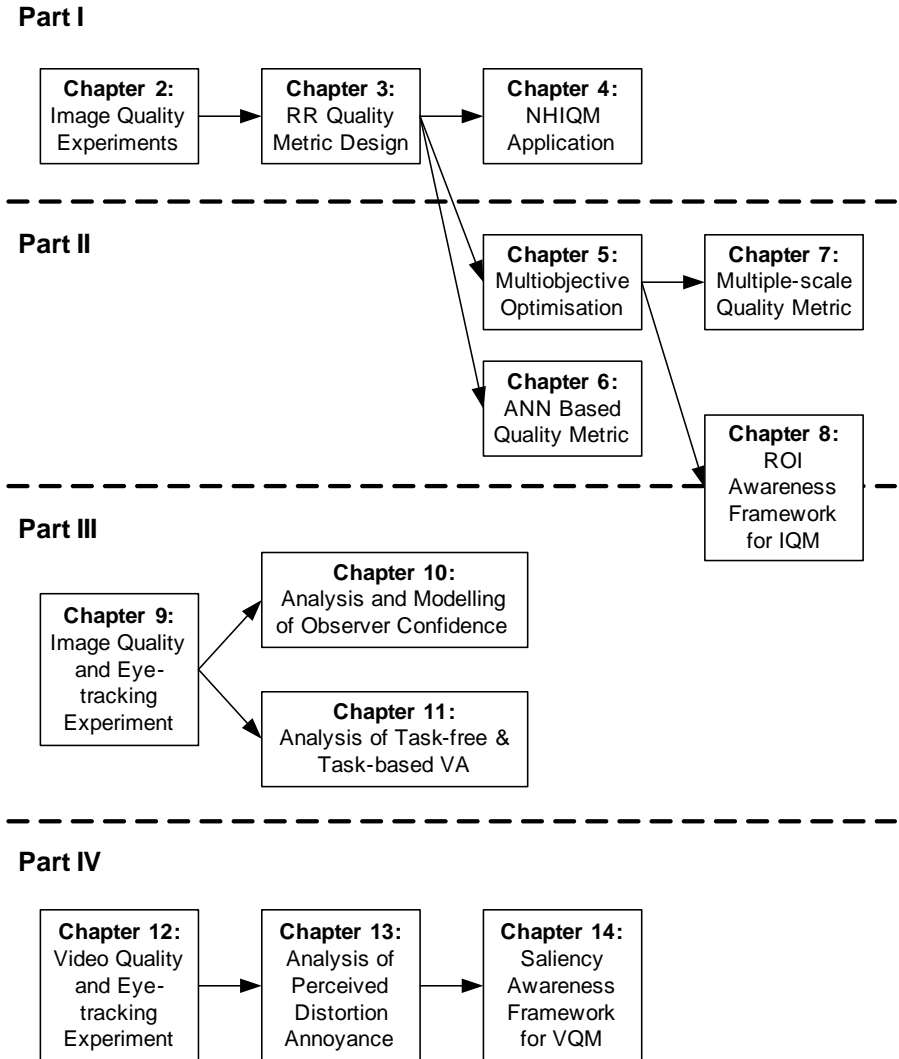 Part I
Chapter 2:
Image Quality
Experiments
Chapter 3:
RR Quality
Metric Design
Chapter 4:
NHIQM
Application
Part II
Chapter 5:
Multiobjective
Optimisation
Chapter 7:
Multiple-scale
Quality Metric
Chapter 6:
ANN Based
Quality Metric
Chapter 8:
ROI
Awareness
Framework
for IQM
Part III
Chapter 9:
Image Quality
and Eye-
tracking
Experiment
Chapter 10:
Analysis and Modelling
of Observer Confidence
Chapter 11:
Analysis of Task-free &
Task-based VA
Part IV
Chapter 12:
Video Quality
and Eye-
tracking
Experiment
Chapter 13:
Analysis of
Perceived
Distortion
Annoyance
Chapter 14:
Saliency
Awareness
Framework
for VQM